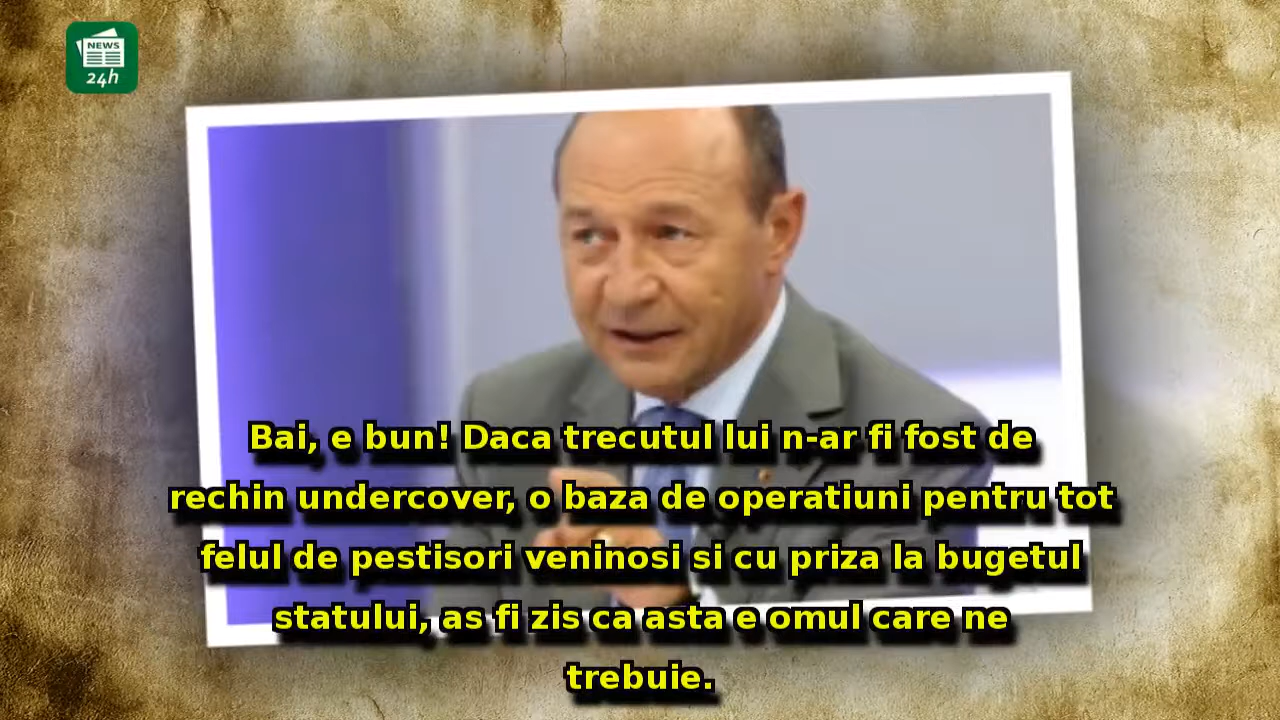 NEWS
24h
Bai, e bun! Daca trecutul lui n-ar fi fost de
rechin undercover, o baza de operatiuni pentru tot
felul de pestisori veninosi si cu priza la bugetul
statului, as fi zis ca asta e omul care ne
trebuie.